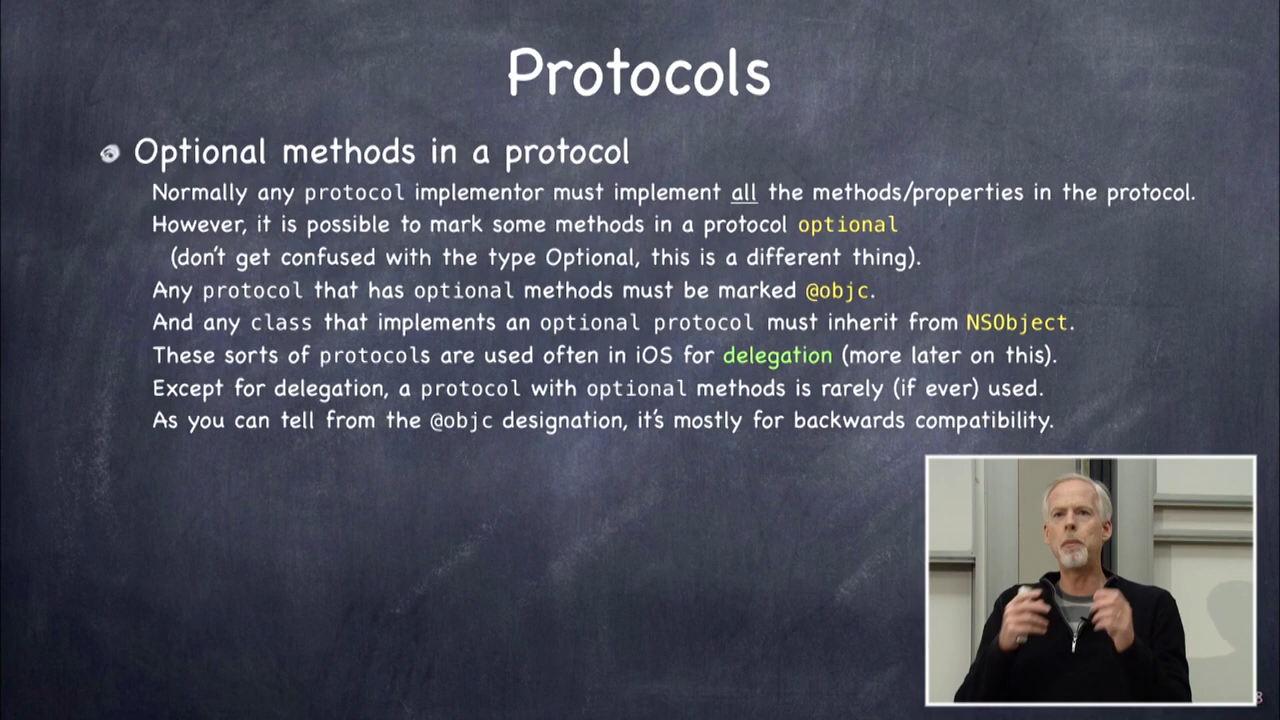 Protocols
Optional methods in a protocol
Normally any protocol implementor must implement all the methods/properties in the protocol.
However, it is possible to mark some methods in a protocol optional
(don't get confused with the type Optional, this is a different thing).
Any protocol that has optional methods must be marked @objc.
And any class that implements an optional protocol must inherit from NSObject.
These sorts of protocols are used often in iOS for delegation (more later on this).
Except for delegation, a protocol with optional methods is rarely (if ever) used.
As you can tell from the @objc designation, it's mostly for backwards compatibility.